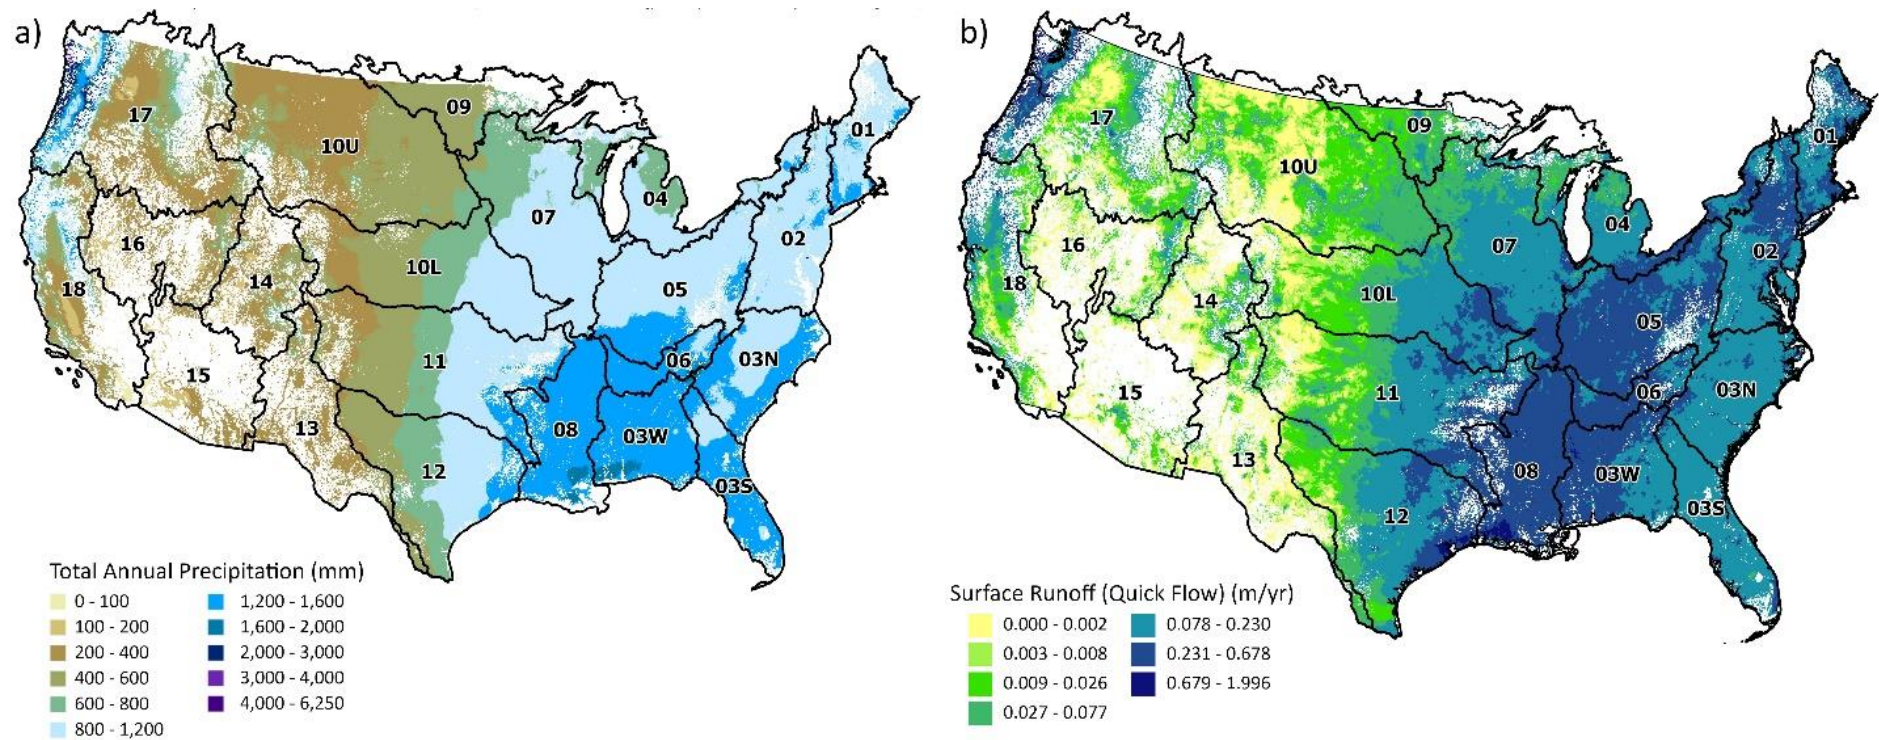 a)
09
17
01
10U
04
07
02
16
10L
14
05
18
11
06
03N
15
13
08
03W
12
03S
Total Annual Precipitation (mm)
0 - 100
100 - 200
200 - 400
400 - 600
600 - 800
800 - 1,200
1,200 - 1,600
1,600 - 2,000
2,000 - 3,000
3,000 - 4,000
4,000 - 6,250
b)
17
09
01
10U
04
16
07
02
18
14
10L
05
15
11
06
03N
13
08
03W
12
03S
Surface Runoff (Quick Flow) (m/yr)
0.000 - 0.002
0.003 - 0.008
0.009 - 0.026
0.027 - 0.077
0.078 - 0.230
0.231 - 0.678
0.679 - 1.996